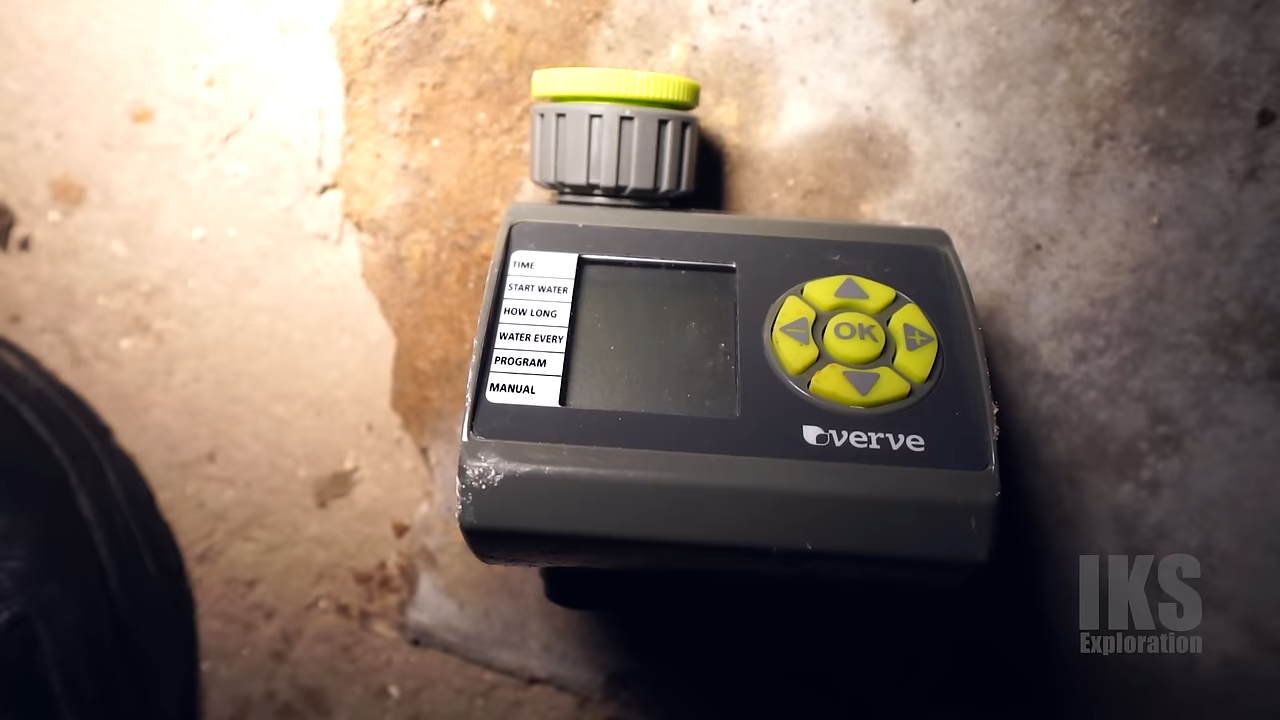 TIME
START WATER
HOW LONG
WATER EVERY
PROGRAM
MANUAL
OK
verve
IKS
Exploration